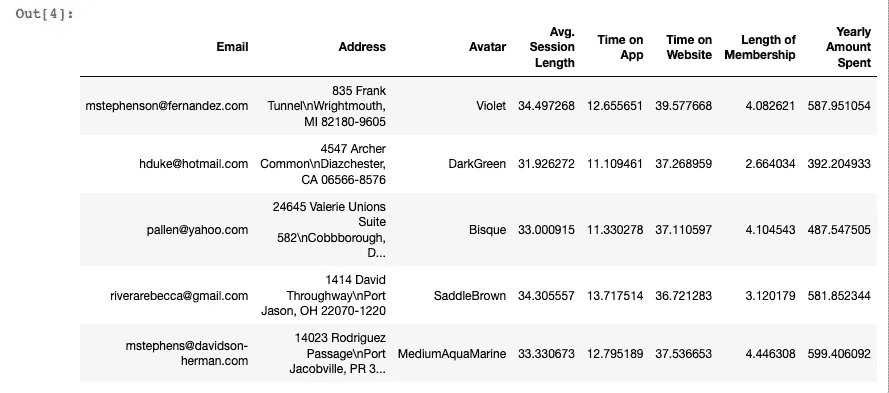 Out[4]:
Email Address Avatar Avg. Session Length Time on App Time on Website Length of Membership Yearly Amount Spent
835 Frank
mstephenson@fernandez.com Tunnel\nWrightmouth, Violet 34.497268 12.655651 39.577668 4.082621 587.951054
MI 82180-9605
4547 Archer
hduke@hotmail.com Common\nDiazchester, DarkGreen 31.926272 11.109461 37.268959 2.664034 392.204933
CA 06566-8576
24645 Valerie Unions
Suite
pallen@yahoo.com 582\nCobbborough, Bisque 33.000915 11.330278 37.110597 4.104543 487.547505
D...
1414 David
riverarebecca@gmail.com Throughway\nPort SaddleBrown 34.305557 13.717514 36.721283 3.120179 581.852344
Jason, OH 22070-1220
14023 Rodriguez
mstephens@davidson-herman.com Passage\nPort MediumAquaMarine 33.330673 12.795189 37.536653 4.446308 599.406092
Jacobville, PR 3...